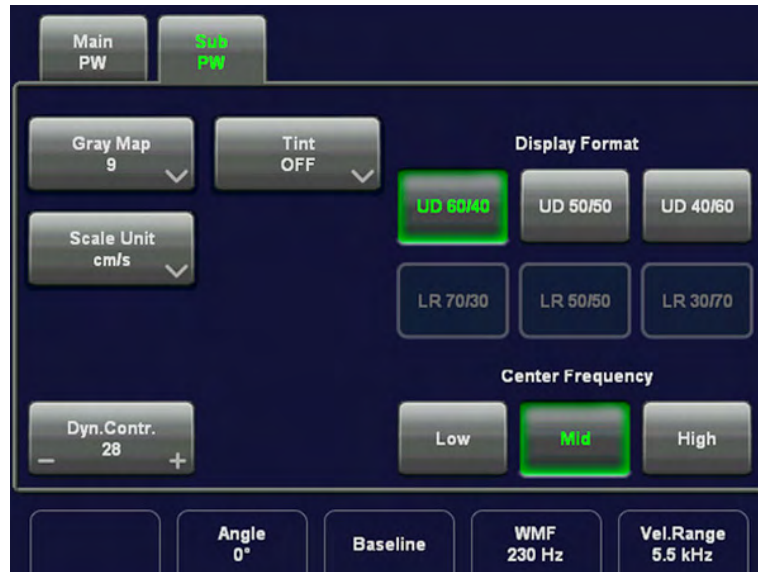 Main
PW
Sub
PW
Gray Map
9
Tint
OFF
Display Format
UD 60/40
UD 50/50
UD 40/60
Scale Unit
cm/s
LR 70/30
LR 50/50
LR 30/70
Center Frequency
Dyn.Contr.
28
− +
Low
Mid
High
Angle
0°
Baseline
WMF
230 Hz
Vel.Range
5.5 kHz